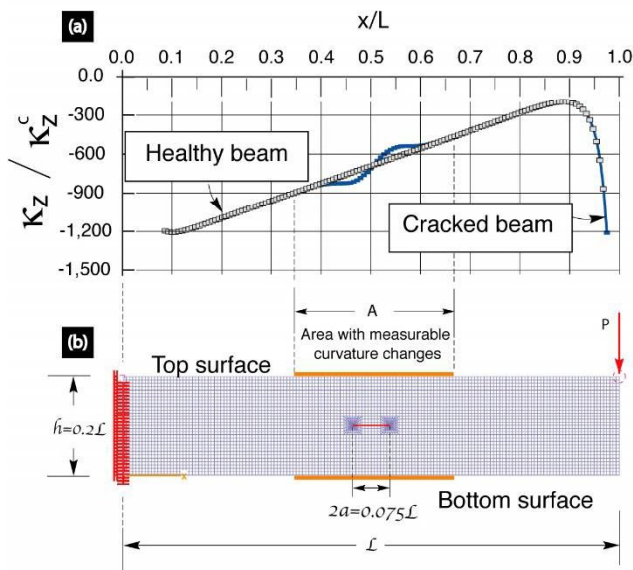 (a)
x/L
0.0 0.1 0.2 0.3 0.4 0.5 0.6 0.7 0.8 0.9 1.0
0.0
-300
-600
-900
-1,200
-1,500
κz / κz^c
Healthy beam
Cracked beam
A
Area with measurable
curvature changes
P
(b)
Top surface
h=0.2L
x
Bottom surface
2a=0.075L
L